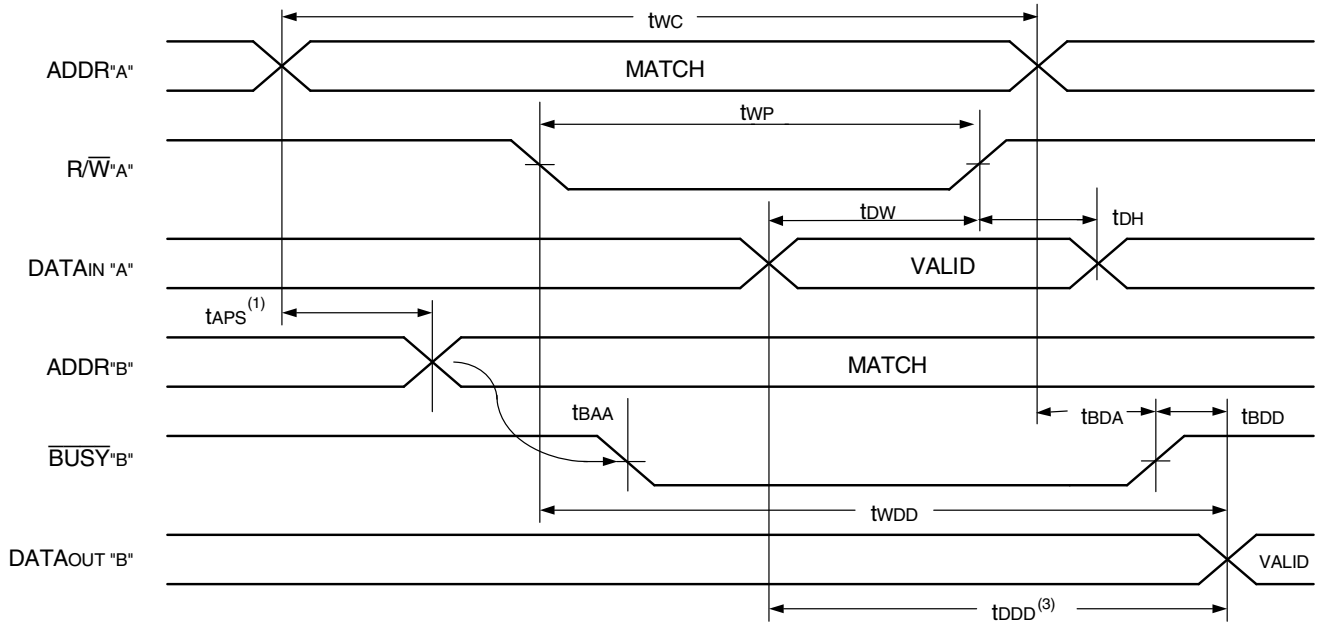 tWC
ADDR"A"
MATCH
tWP
R/W̅"A"
tDW
tDH
DATAIN "A"
VALID
tAPS(1)
ADDR"B"
MATCH
tBAA
tBDA
tBDD
B̅U̅S̅Y̅"B"
tWDD
DATAOUT "B"
VALID
tDDD(3)